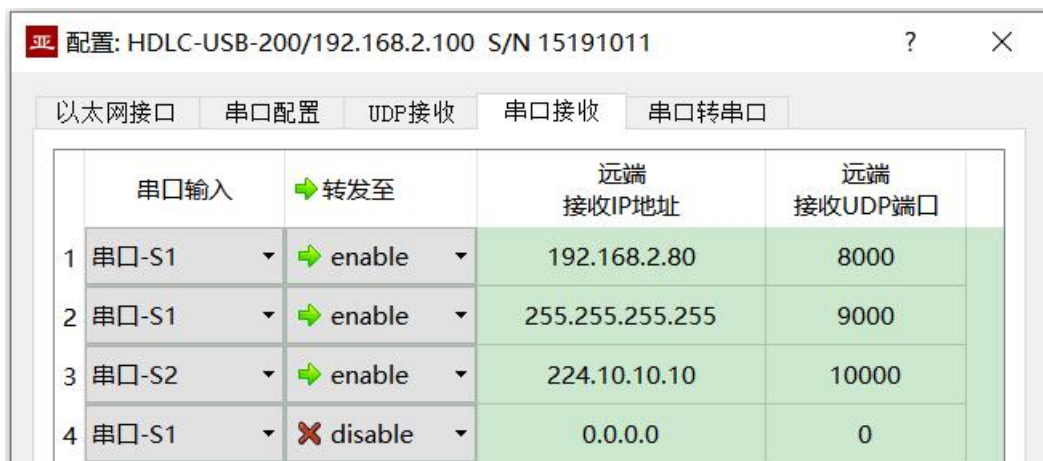 亚 配置: HDLC-USB-200/192.168.2.100 S/N 15191011 ? ×
以太网接口 串口配置 UDP接收 串口接收 串口转串口
串口输入 转发至 远端 远端
接收IP地址 接收UDP端口
1 串口-S1 enable 192.168.2.80 8000
2 串口-S1 enable 255.255.255.255 9000
3 串口-S2 enable 224.10.10.10 10000
4 串口-S1 disable 0.0.0.0 0